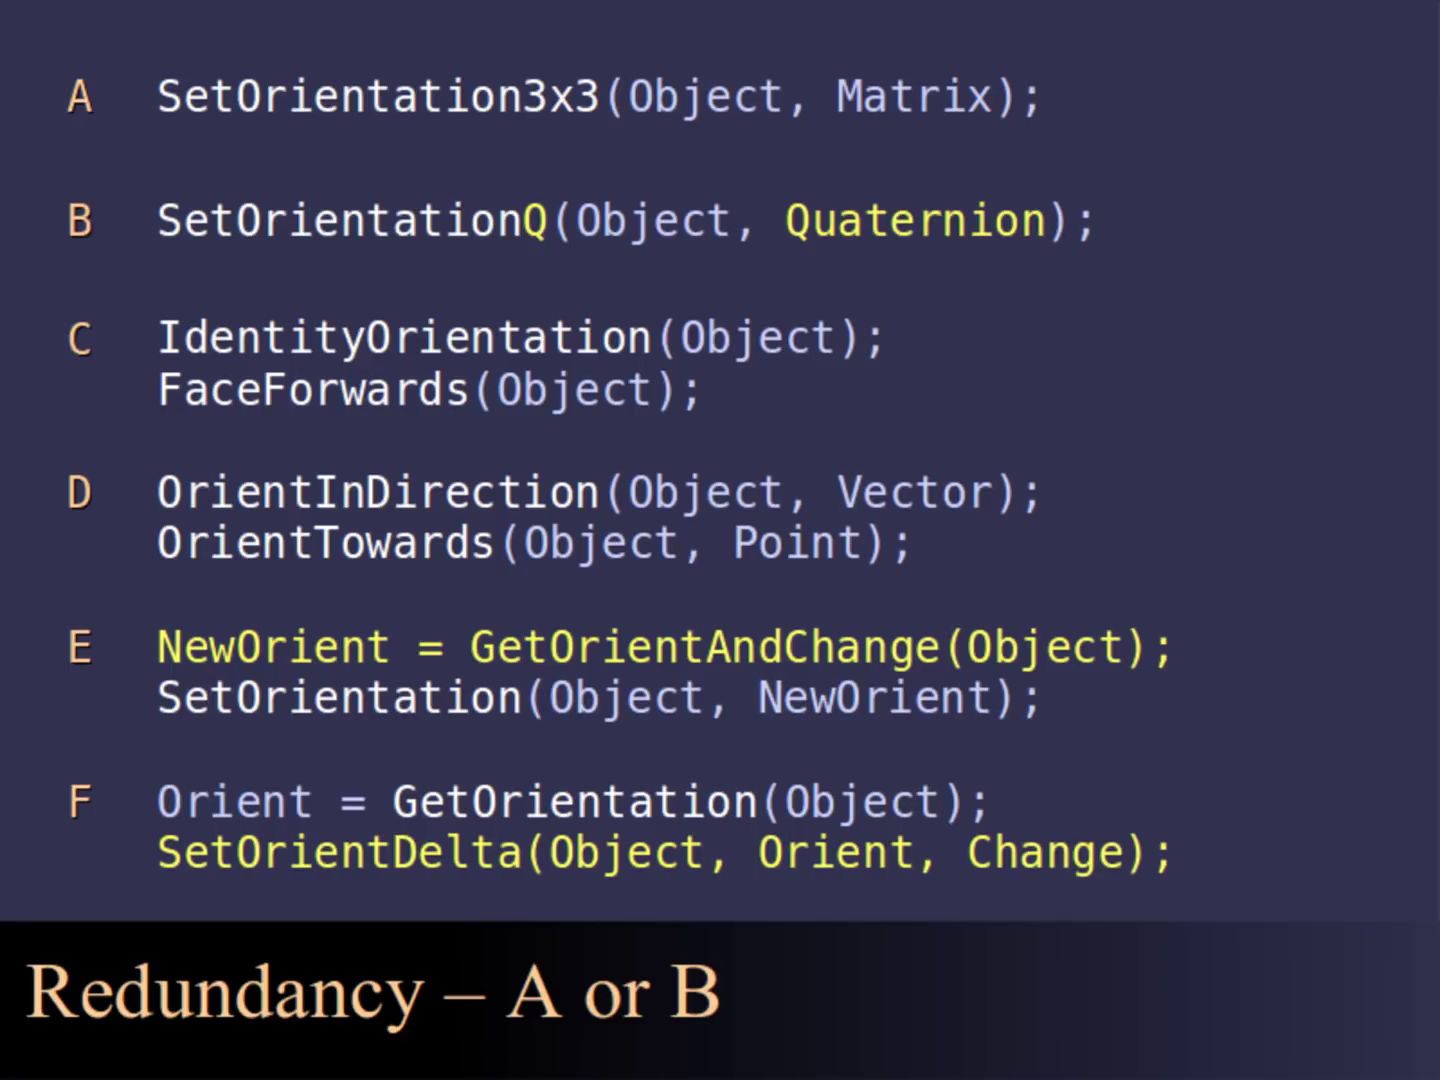 A SetOrientation3x3(Object, Matrix);
B SetOrientationQ(Object, Quaternion);
C IdentityOrientation(Object);
FaceForwards(Object);
D OrientInDirection(Object, Vector);
OrientTowards(Object, Point);
E NewOrient = GetOrientAndChange(Object);
SetOrientation(Object, NewOrient);
F Orient = GetOrientation(Object);
SetOrientDelta(Object, Orient, Change);
Redundancy – A or B